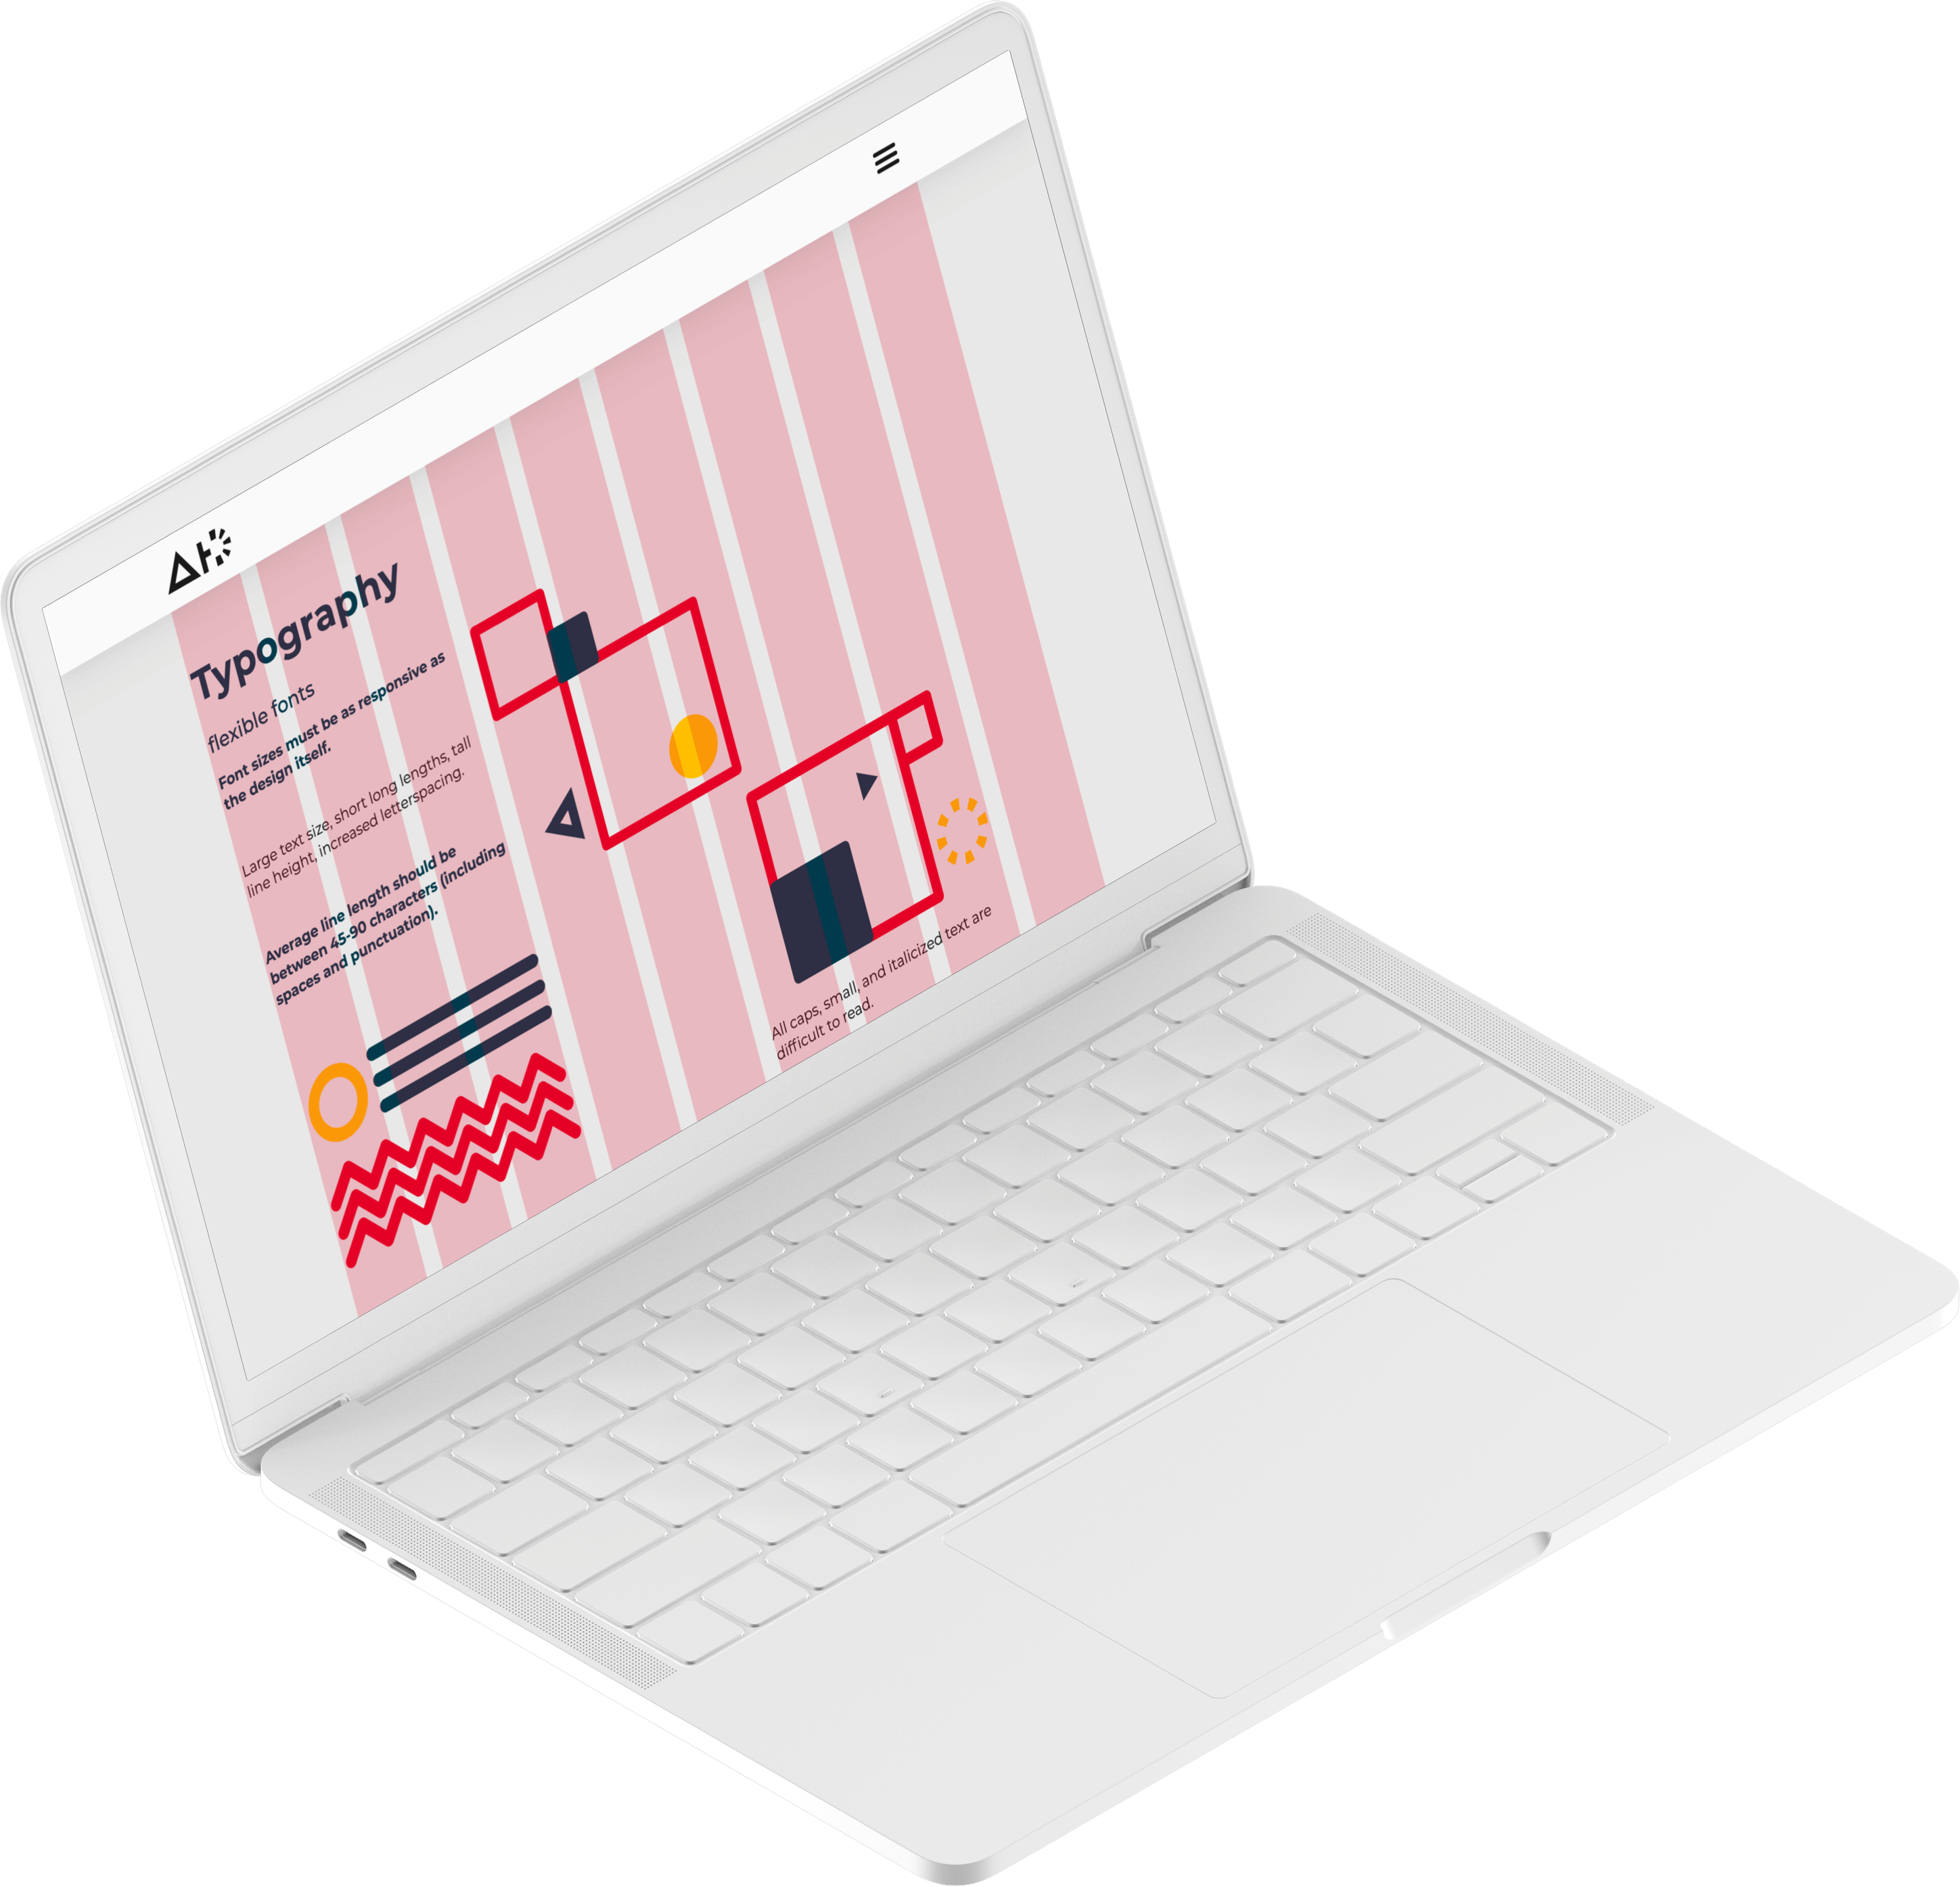 Typography
flexible fonts
Font sizes must be as responsive as
the design itself.
Large text size, short long lengths, tall
line height, increased letterspacing.
Average line length should be
between 45-90 characters (including
spaces and punctuation).
All caps, small, and italicized text are
difficult to read.